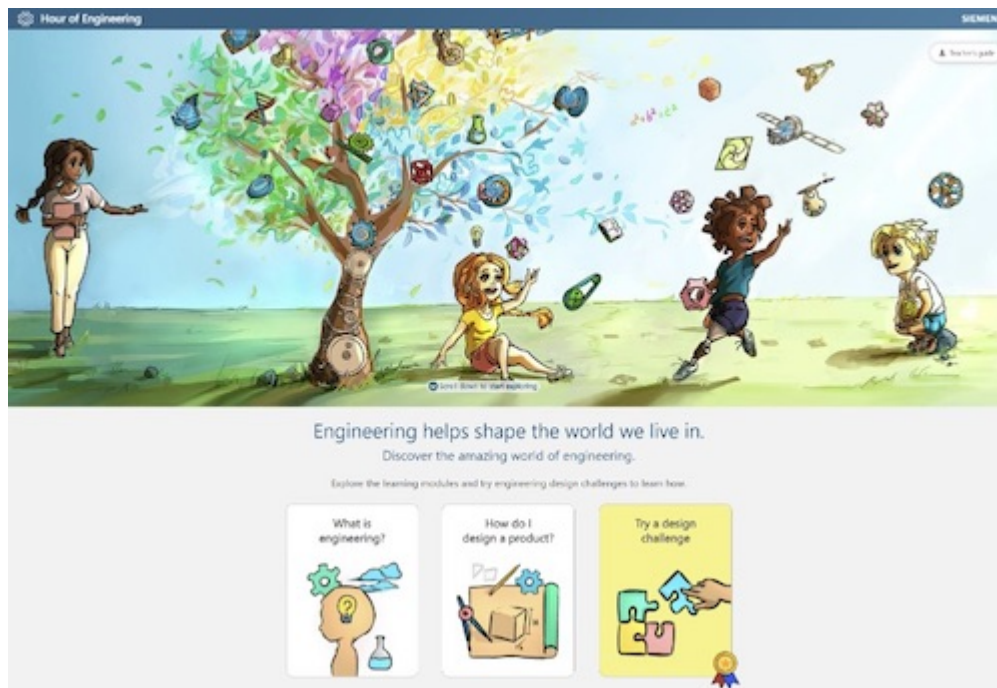 Hour of Engineering
SIEMEN
Teacher's guide
Scroll down to start exploring
Engineering helps shape the world we live in.
Discover the amazing world of engineering.
Explore the learning modules and try engineering design challenges to learn how.
What is
engineering?
How do I
design a product?
Try a design
challenge